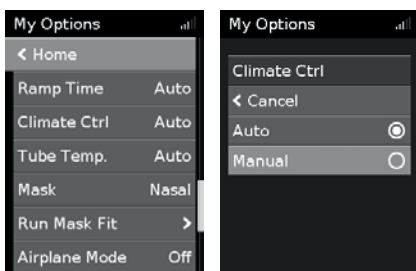 My Options
< Home
Ramp Time Auto
Climate Ctrl Auto
Tube Temp. Auto
Mask Nasal
Run Mask Fit >
Airplane Mode Off
My Options
Climate Ctrl
< Cancel
Auto
Manual